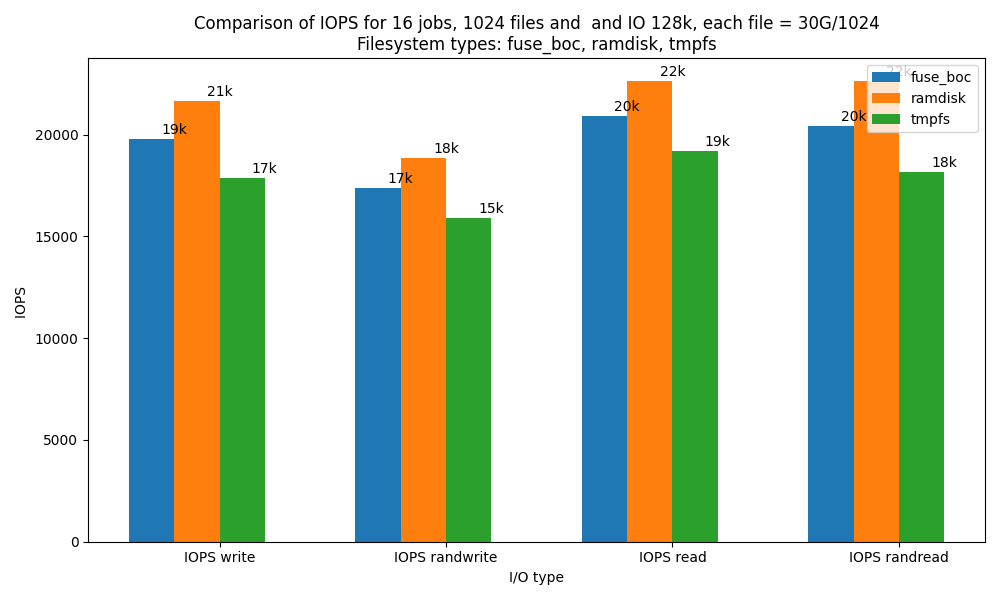 Comparison of IOPS for 16 jobs, 1024 files and  and IO 128k, each file = 30G/1024
Filesystem types: fuse_boc, ramdisk, tmpfs
fuse_boc
ramdisk
tmpfs
19k
21k
17k
17k
18k
15k
20k
22k
19k
20k
22k
18k
IOPS
20000
15000
10000
5000
0
IOPS write
IOPS randwrite
IOPS read
IOPS randread
I/O type